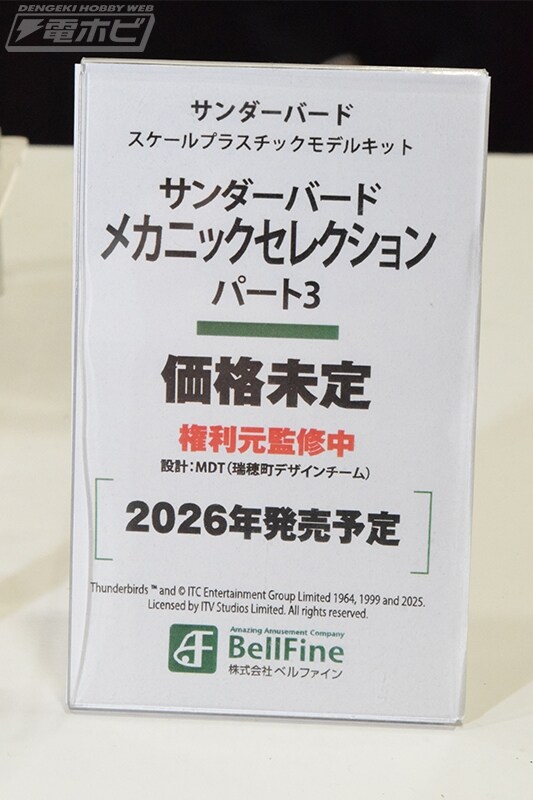 DENGEKI HOBBY WEB
電ホビ
サンダーバード
スケールプラスチックモデルキット
サンダーバード
メカニックセレクション
パート3
価格未定
権利元監修中
設計：MDT（瑞穂町デザインチーム）
2026年発売予定
Thunderbirds ™ and © ITC Entertainment Group Limited 1964, 1999 and 2025.
Licensed by ITV Studios Limited. All rights reserved.
Amazing Amusement Company
BellFine
株式会社 ベルファイン